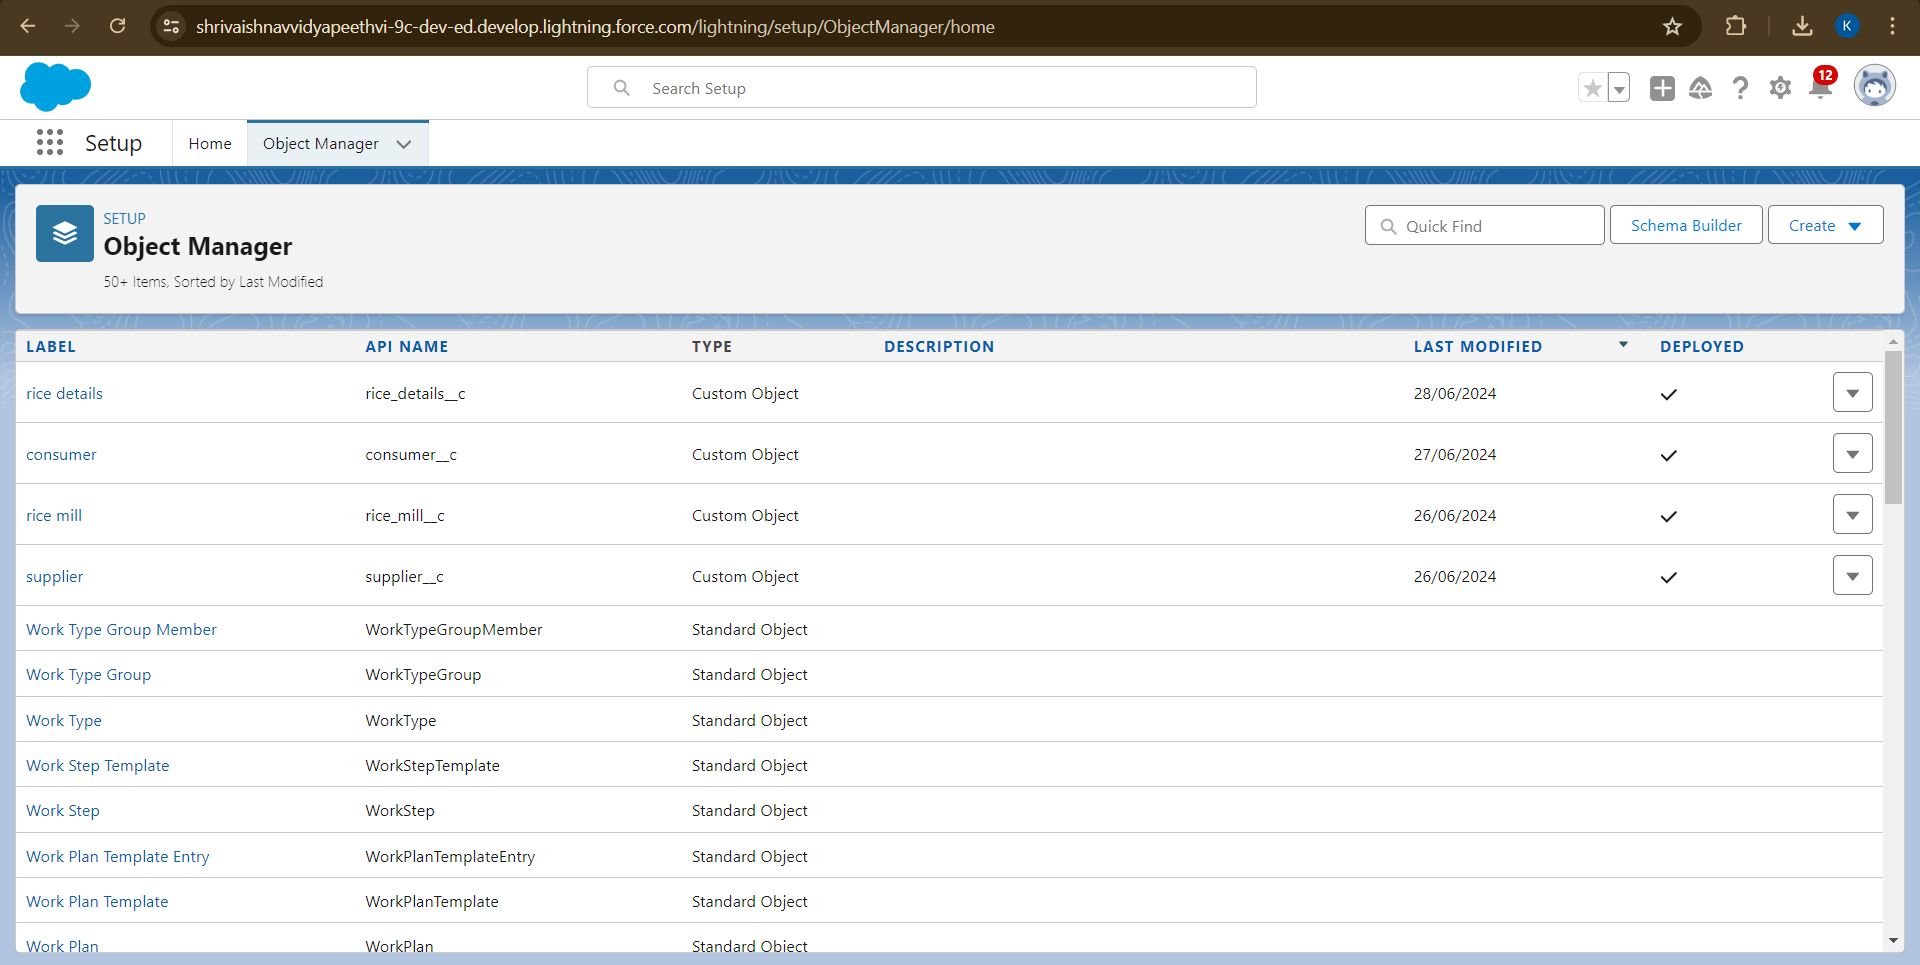 shrivaishnavvidyapeethvi-9c-dev-ed.develop.lightning.force.com/lightning/setup/ObjectManager/home
K
Search Setup
12
Setup Home Object Manager
SETUP
Object Manager
50+ Items, Sorted by Last Modified
Quick Find Schema Builder Create
LABEL API NAME TYPE DESCRIPTION LAST MODIFIED DEPLOYED
rice details rice_details__c Custom Object 28/06/2024
consumer consumer__c Custom Object 27/06/2024
rice mill rice_mill__c Custom Object 26/06/2024
supplier supplier__c Custom Object 26/06/2024
Work Type Group Member WorkTypeGroupMember Standard Object
Work Type Group WorkTypeGroup Standard Object
Work Type WorkType Standard Object
Work Step Template WorkStepTemplate Standard Object
Work Step WorkStep Standard Object
Work Plan Template Entry WorkPlanTemplateEntry Standard Object
Work Plan Template WorkPlanTemplate Standard Object
Work Plan WorkPlan Standard Object